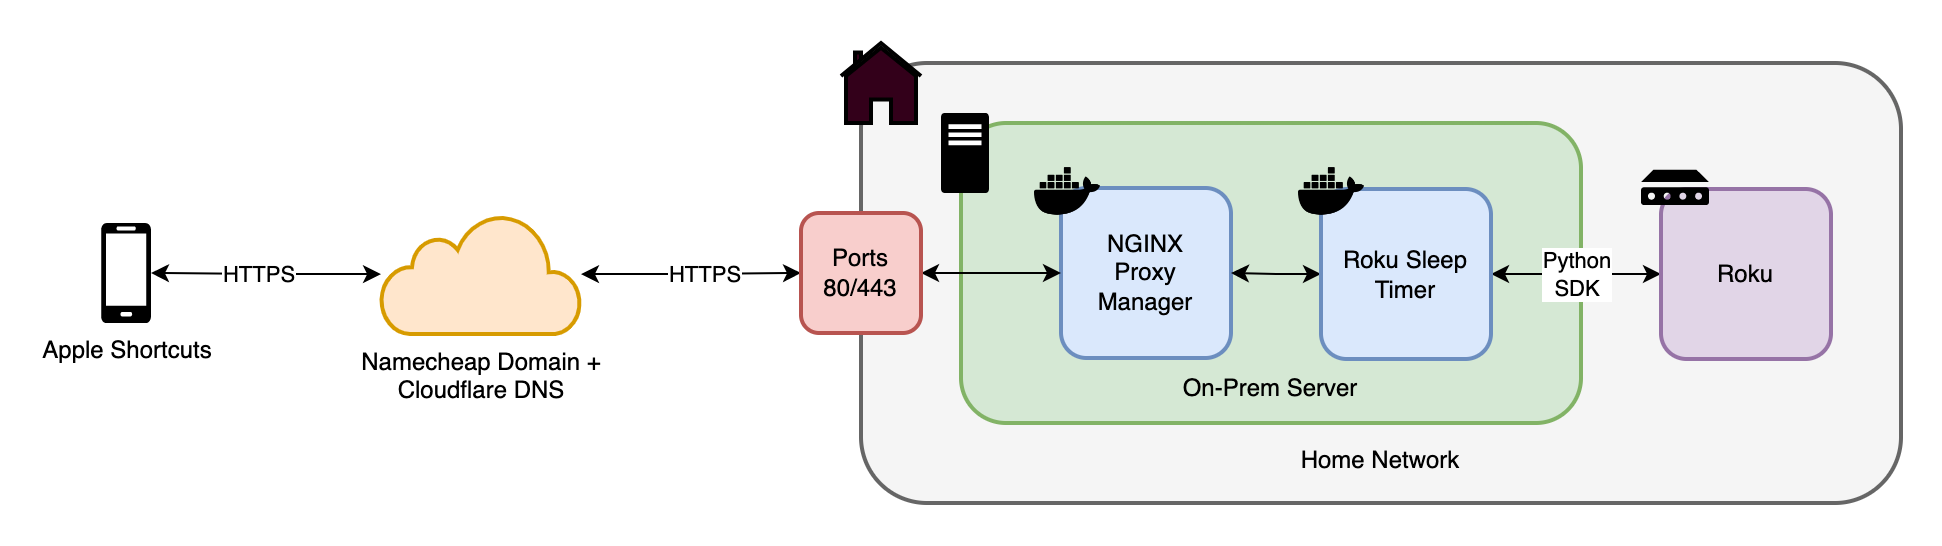 Apple Shortcuts
HTTPS
Namecheap Domain +
Cloudflare DNS
HTTPS
Ports
80/443
NGINX
Proxy
Manager
Roku Sleep
Timer
Python
SDK
Roku
On-Prem Server
Home Network